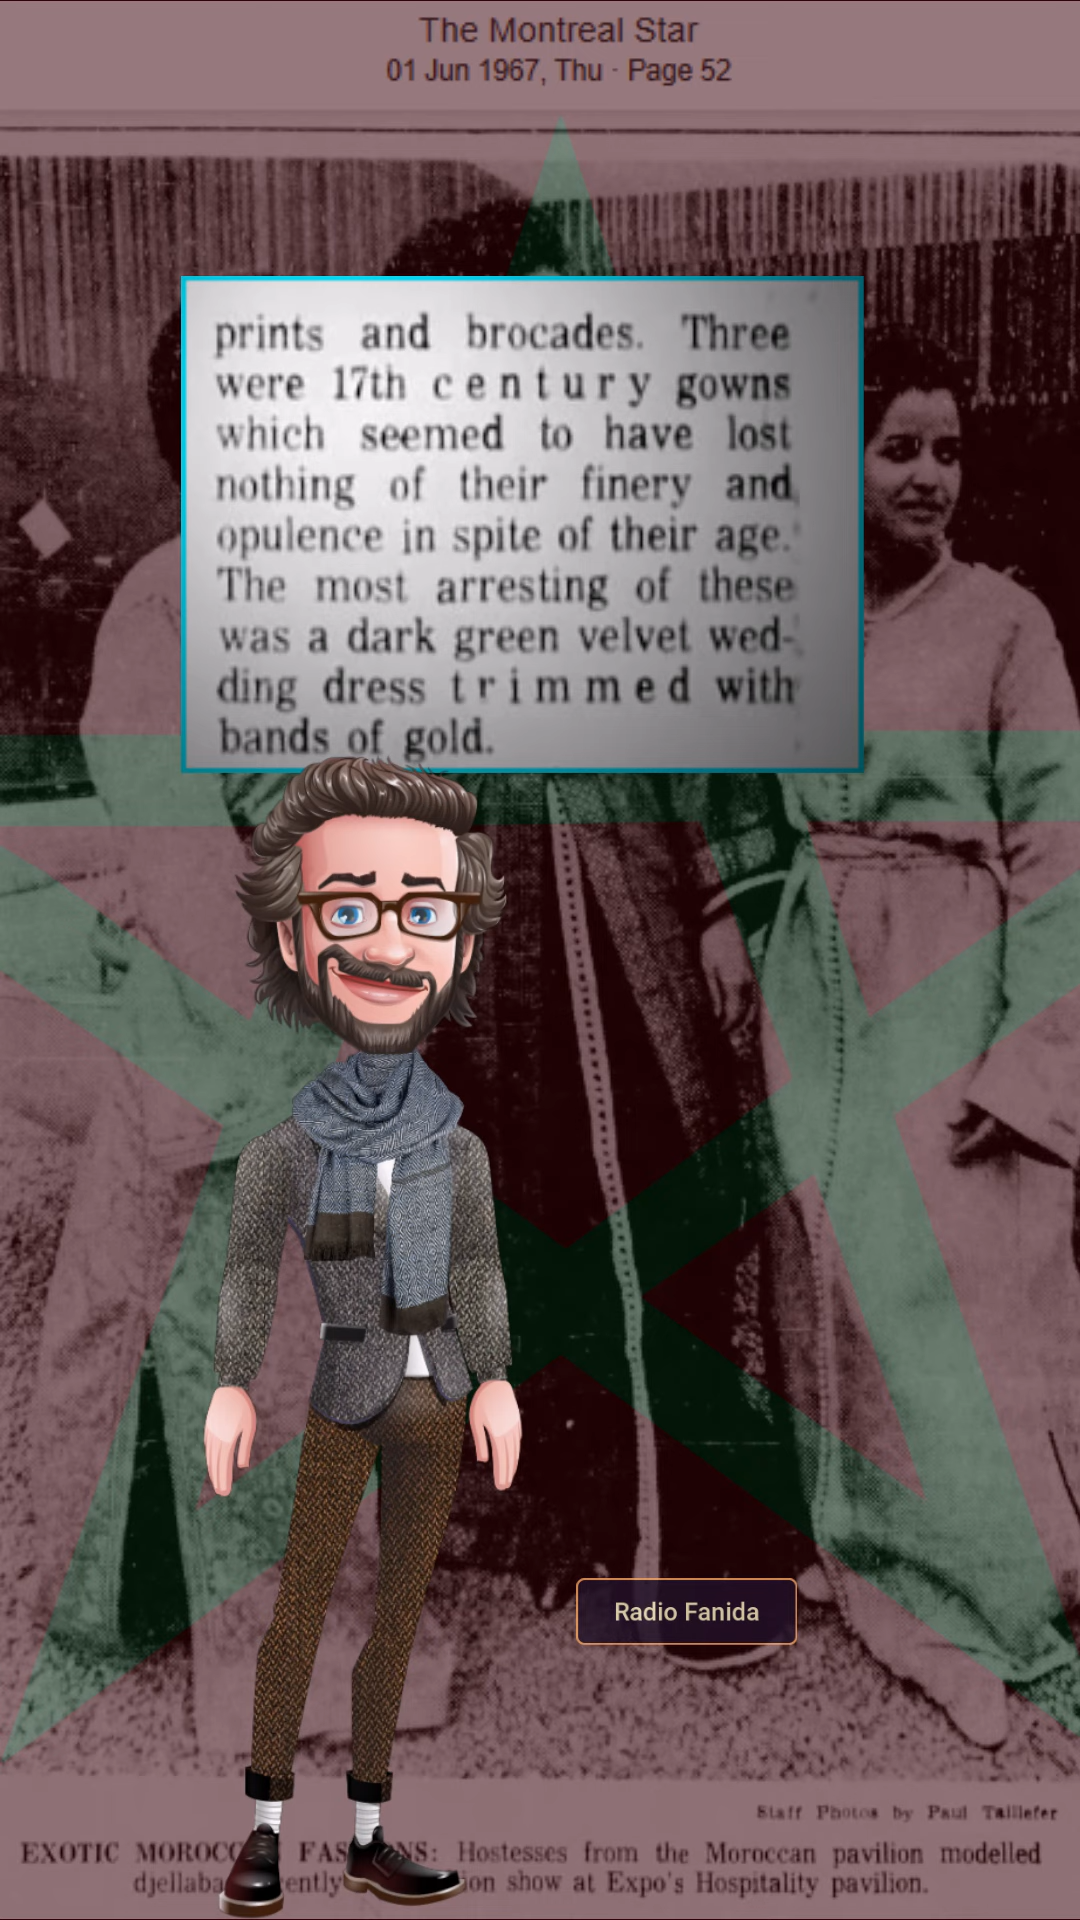 The Montreal Star
01 Jun 1967, Thu · Page 52
prints and brocades. Three
were 17th century gowns
which seemed to have lost
nothing of their finery and
opulence in spite of their age.
The most arresting of these
was a dark green velvet wed-
ding dress trimmed with
bands of gold.
Radio Fanida
Staff Photos by Paul Taillefer
EXOTIC MOROCC FAS NS: Hostesses from the Moroccan pavilion modelled
djellaba ently ion show at Expo's Hospitality pavilion.